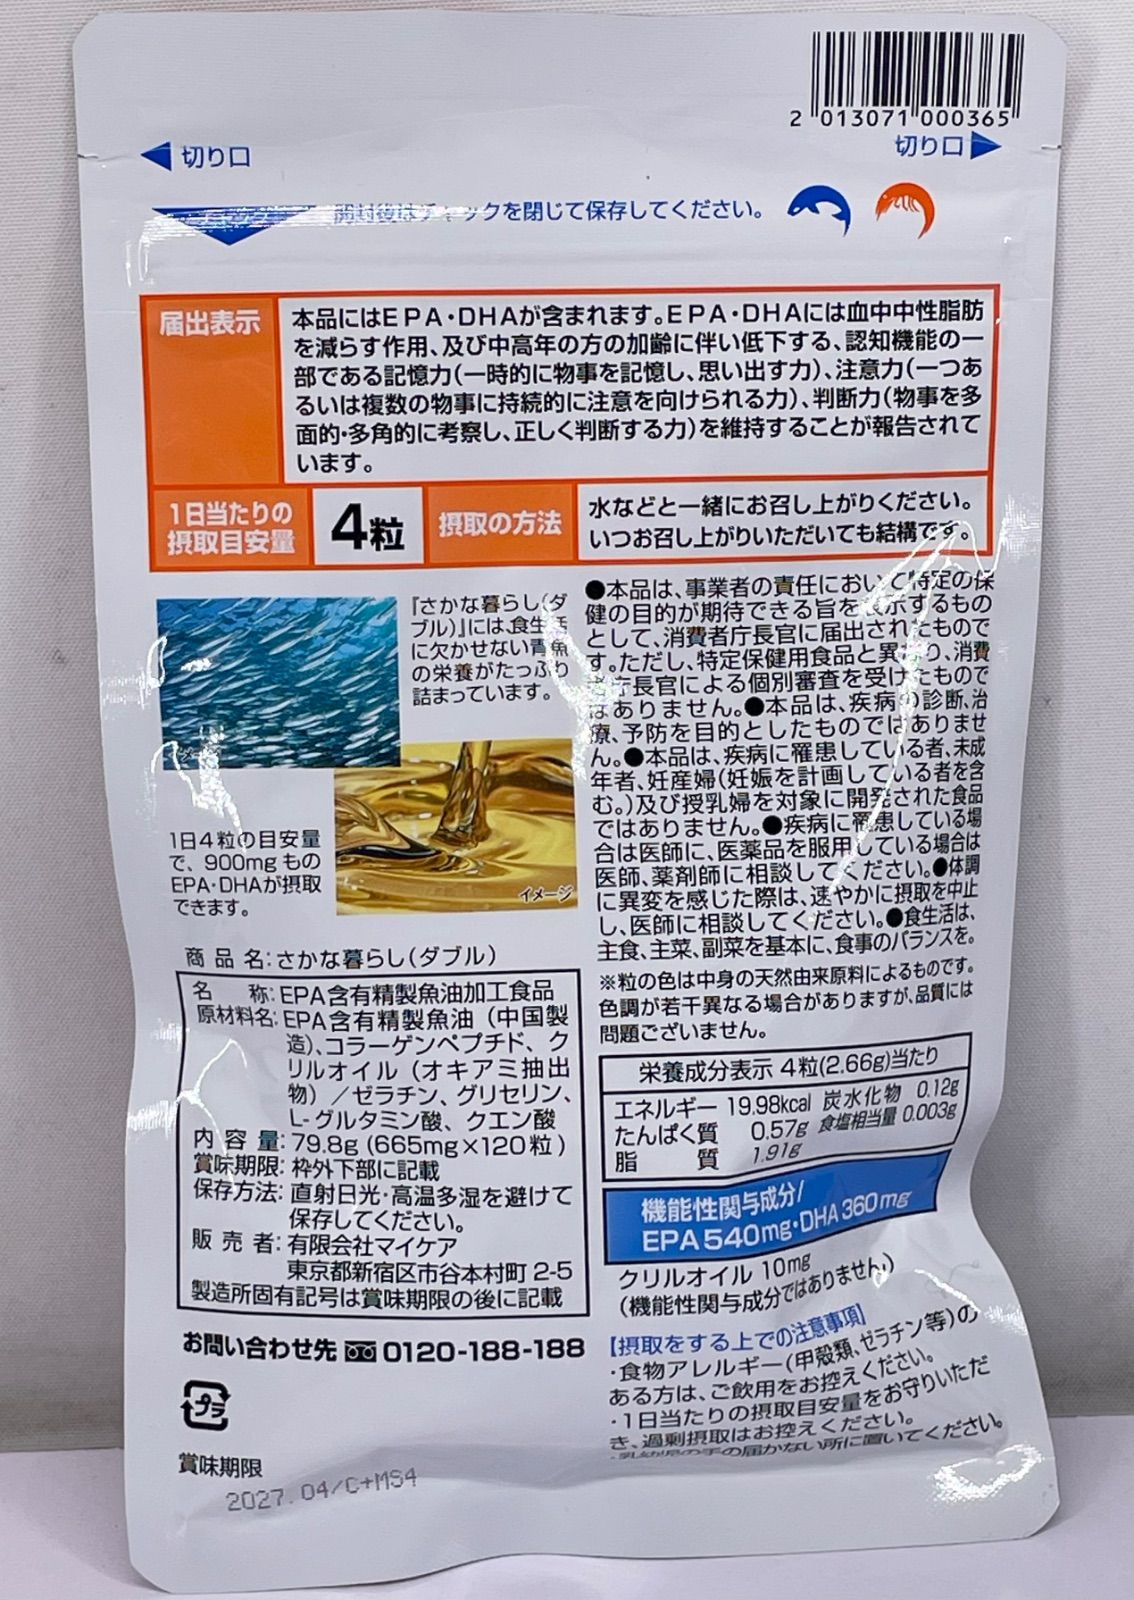 2 013071 000365
切り口
切り口
開封後はチャックを閉じて保存してください。
届出表示
本品にはEPA・DHAが含まれます。EPA・DHAには血中中性脂肪
を減らす作用、及び中高年の方の加齢に伴い低下する、認知機能の一
部である記憶力(一時的に物事を記憶し、思い出す力)、注意力(一つあ
るいは複数の物事に持続的に注意を向けられる力)、判断力(物事を多
面的・多角的に考察し、正しく判断する力)を維持することが報告されて
います。
1日当たりの
摂取目安量
4粒
摂取の方法
水などと一緒にお召し上がりください。
いつお召し上がりいただいても結構です。
『さかな暮らし(ダ
ブル)』には、食生活
に欠かせない青魚
の栄養がたっぷり
詰まっています。
イメージ
1日4粒の目安量
で、900mgもの
EPA・DHAが摂取
できます。
イメージ
●本品は、事業者の責任において特定の保
健の目的が期待できる旨を表示するもの
として、消費者庁長官に届出されたもので
す。ただし、特定保健用食品と異なり、消費
者庁長官による個別審査を受けたもので
はありません。●本品は、疾病の診断、治
療、予防を目的としたものではありませ
ん。●本品は、疾病に罹患している者、未成
年者、妊産婦(妊娠を計画している者を含
む。)及び授乳婦を対象に開発された食品
ではありません。●疾病に罹患している場
合は医師に、医薬品を服用している場合は
医師、薬剤師に相談してください。●体調
に異変を感じた際は、速やかに摂取を中止
し、医師に相談してください。●食生活は、
主食、主菜、副菜を基本に、食事のバランスを。
※粒の色は中身の天然由来原料によるものです。
色調が若干異なる場合がありますが、品質には
問題ございません。
商品名:さかな暮らし(ダブル)
名称:EPA含有精製魚油加工食品
原材料名:EPA含有精製魚油(中国製
造)、コラーゲンペプチド、ク
リルオイル(オキアミ抽出
物)/ゼラチン、グリセリン、
L-グルタミン酸、クエン酸
内容量:79.8g(665mg×120粒)
賞味期限:枠外下部に記載
保存方法:直射日光・高温多湿を避けて
保存してください。
販売者:有限会社マイケア
東京都新宿区市谷本村町2-5
製造所固有記号は賞味期限の後に記載
栄養成分表示 4粒(2.66g)当たり
エネルギー 19.98kcal 炭水化物 0.12g
たんぱく質 0.57g 食塩相当量 0.003g
脂質 1.91g
機能性関与成分/
EPA540mg・DHA360mg
クリルオイル 10mg
(機能性関与成分ではありません)
【摂取をする上での注意事項】
・食物アレルギー(甲殻類、ゼラチン等)の
ある方は、ご飲用をお控えください。
・1日当たりの摂取目安量をお守りいただ
き、過剰摂取はお控えください。
・乳幼児の手の届かない所に置いてください。
お問い合わせ先 0120-188-188
プラ
賞味期限
2027.04/C+MS4